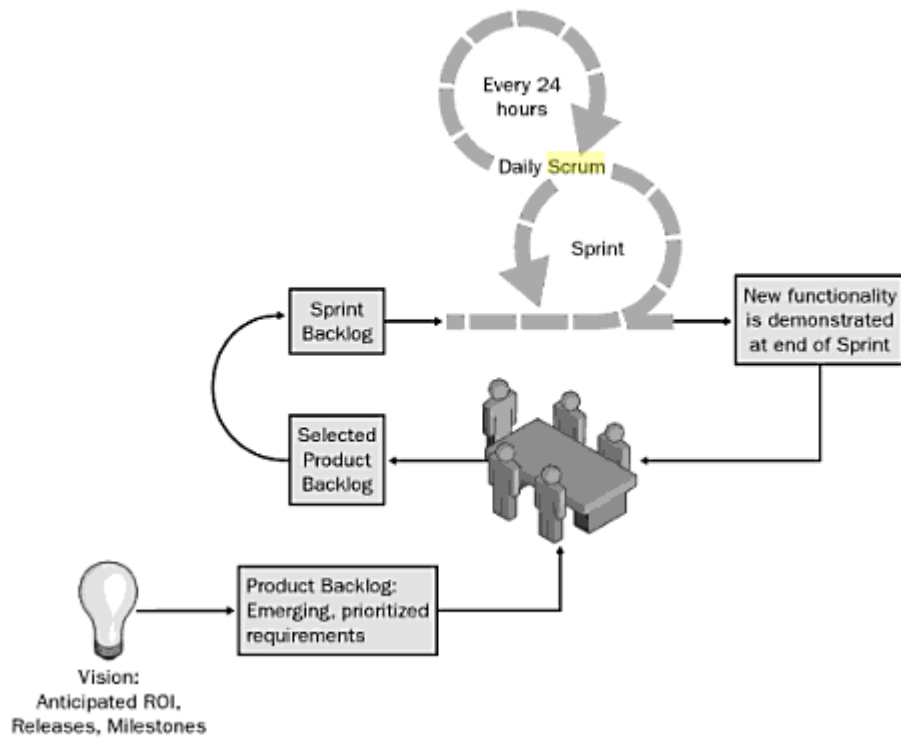 Every 24
hours
Daily Scrum
Sprint
Sprint
Backlog
New functionality
is demonstrated
at end of Sprint
Selected
Product
Backlog
Product Backlog:
Emerging, prioritized
requirements
Vision:
Anticipated ROI,
Releases, Milestones